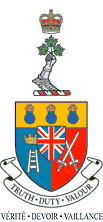 TRUTH · DUTY · VALOUR
VÉRITÉ · DEVOIR · VAILLANCE